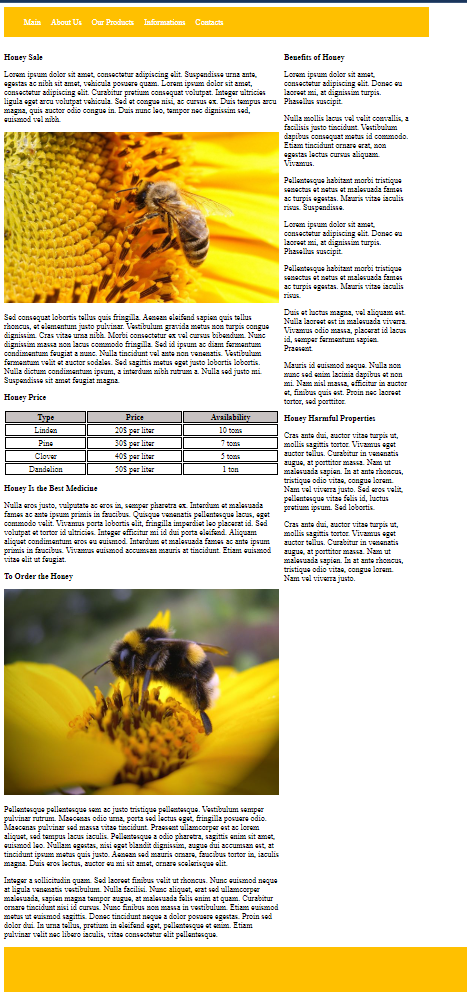 Main About Us Our Products Informations Contacts
Honey Sale
Lorem ipsum dolor sit amet, consectetur adipiscing elit. Suspendisse urna ante,
egestas ac nibh sit amet, vehicula posuere quam. Lorem ipsum dolor sit amet,
consectetur adipiscing elit. Curabitur pretium consequat volutpat. Integer ultricies
ligula eget arcu volutpat vehicula. Sed et congue nisi, ac cursus ex. Duis tempus arcu
magna, quis auctor odio congue in. Duis nunc leo, tempor nec dignissim sed,
euismod vel nibh.
Sed consequat lobortis tellus quis fringilla. Aenean eleifend sapien quis tellus
rhoncus, et elementum justo pulvinar. Vestibulum gravida metus non turpis congue
dignissim. Cras vitae urna nibh. Morbi consectetur ex vel cursus bibendum. Nunc
dignissim massa non lacus commodo fringilla. Sed id ipsum ac diam fermentum
condimentum feugiat a nunc. Nulla tincidunt vel ante non venenatis. Vestibulum
fermentum velit et auctor sodales. Sed tristique metus eget justo lobortis lobortis.
Nulla dictum condimentum ipsum, a interdum nibh rutrum a. Nulla sed justo mi.
Suspendisse sit amet feugiat magna.
Honey Price
Type Price Availability
Linden 20$ per liter 10 tons
Pine 30$ per liter 7 tons
Clover 40$ per liter 5 tons
Dandelion 50$ per liter 1 ton
Honey Is the Best Medicine
Nulla eros justo, vulputate ac eros in, semper pharetra ex. Interdum et malesuada
fames ac ante ipsum primis in faucibus. Quisque venenatis pellentesque lacus, eget
commodo velit. Vivamus porta lobortis elit, fringilla imperdiet leo placerat id. Sed
volutpat et tortor id ultricies. Integer efficitur mi id dui porta eleifend. Aliquam
aliquet condimentum eros eu euismod. Interdum et malesuada fames ac ante ipsum
primis in faucibus. Vivamus euismod accumsan mauris at tincidunt. Etiam euismod
vitae elit ut feugiat.
To Order the Honey
Pellentesque pellentesque sem ac justo tristique pellentesque. Vestibulum semper
pulvinar rutrum. Maecenas odio urna, porta sed lectus eget, fringilla posuere odio.
Maecenas pulvinar sed massa vitae tincidunt. Praesent ullamcorper est ac lorem
aliquet, sed tempus lacus iaculis. Pellentesque a odio pharetra, sagittis enim sit amet,
euismod leo. Nullam egestas, nisi eget blandit dignissim, augue dui accumsan est, at
tincidunt ipsum metus quis justo. Aenean sed mauris ornare, faucibus tortor in, iaculis
magna. Duis eros lectus, auctor eu mi sit amet, ornare scelerisque elit.
Integer a sollicitudin quam. Sed laoreet finibus velit ut rhoncus. Nunc euismod neque
at ligula venenatis vestibulum. Nulla facilisi. Nunc aliquet, erat sed ullamcorper
malesuada, sapien magna tempor augue, at malesuada felis enim at quam. Curabitur
ornare tincidunt nisi id cursus. Nunc finibus non massa in vestibulum. Etiam euismod
metus ut euismod sagittis. Donec tincidunt neque a dolor posuere egestas. Proin sed
dolor dui. In urna tellus, pretium in eleifend eget, pellentesque et enim. Etiam
pulvinar velit nec libero iaculis, vitae consectetur elit pellentesque.
Benefits of Honey
Lorem ipsum dolor sit amet,
consectetur adipiscing elit. Donec eu
laoreet mi, at dignissim turpis.
Phasellus suscipit.
Nulla mollis lacus vel velit convallis, a
facilisis justo tincidunt. Vestibulum
dapibus consequat metus id commodo.
Etiam tincidunt ornare erat, non
egestas lectus cursus aliquam.
Vivamus.
Pellentesque habitant morbi tristique
senectus et netus et malesuada fames
ac turpis egestas. Mauris vitae iaculis
risus. Suspendisse.
Lorem ipsum dolor sit amet,
consectetur adipiscing elit. Donec eu
laoreet mi, at dignissim turpis.
Phasellus suscipit.
Pellentesque habitant morbi tristique
senectus et netus et malesuada fames
ac turpis egestas. Mauris vitae iaculis
risus.
Duis et luctus magna, vel aliquam est.
Nulla laoreet est in malesuada viverra.
Vivamus odio massa, placerat id lacus
id, semper fermentum sapien.
Praesent.
Mauris id euismod neque. Nulla non
nunc sed enim lacinia dapibus et non
mi. Nam nisl massa, efficitur in auctor
et, finibus quis est. Proin nec laoreet
tortor, sed porttitor.
Honey Harmful Properties
Cras ante dui, auctor vitae turpis ut,
mollis sagittis tortor. Vivamus eget
auctor tellus. Curabitur in venenatis
augue, at porttitor massa. Nam ut
malesuada sapien. In at ante rhoncus,
tristique odio vitae, congue lorem.
Nam vel viverra justo. Sed eros velit,
pellentesque vitae felis id, luctus
pretium ipsum. Sed lobortis.
Cras ante dui, auctor vitae turpis ut,
mollis sagittis tortor. Vivamus eget
auctor tellus. Curabitur in venenatis
augue, at porttitor massa. Nam ut
malesuada sapien. In at ante rhoncus,
tristique odio vitae, congue lorem.
Nam vel viverra justo.